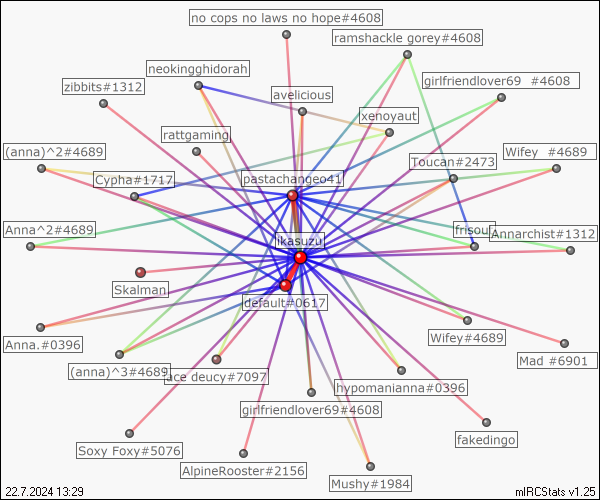 no cops no laws no hope#4608
ramshackle gorey#4608
neokingghidorah
girlfriendlover69 #4608
zibbits#1312
avelicious
xenoyaut
rattgaming
(anna)^2#4689
Toucan#2473
Wifey #4689
Cypha#1717
pastachangeo41
Anna^2#4689
frisou
Annarchist#1312
likasuzu
Skalman
default#0617
Anna.#0396
Wifey#4689
Mad #6901
(anna)^3#4689
ace deucy#7097
hypomanianna#0396
girlfriendlover69#4608
fakedingo
Soxy Foxy#5076
AlpineRooster#2156
Mushy#1984
22.7.2024 13:29
mIRCStats v1.25